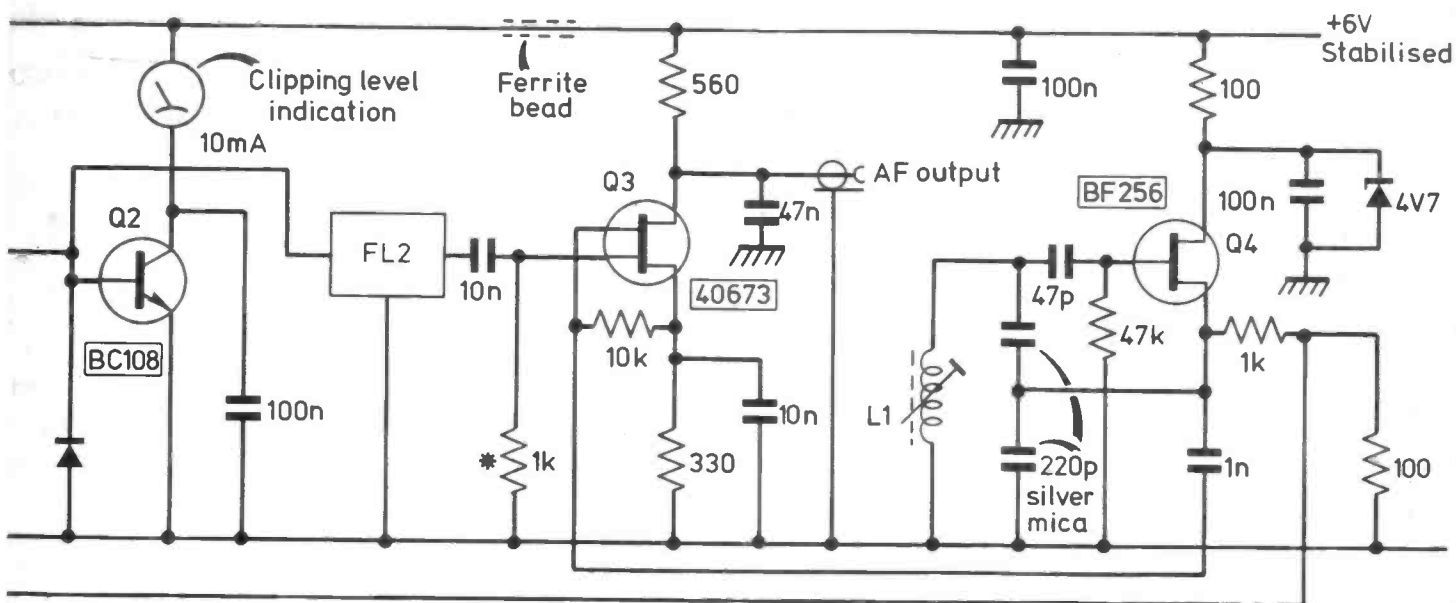 +6V
Stabilised
Clipping level
indication
Ferrite
bead
560
100n
100
10mA
AF output
Q3
BF256
100n
4V7
Q2
47n
Q4
FL2
10n
47p
40673
10k
47k
1k
BC108
L1
100n
10n
* 1k
330
220p
silver
mica
1n
100